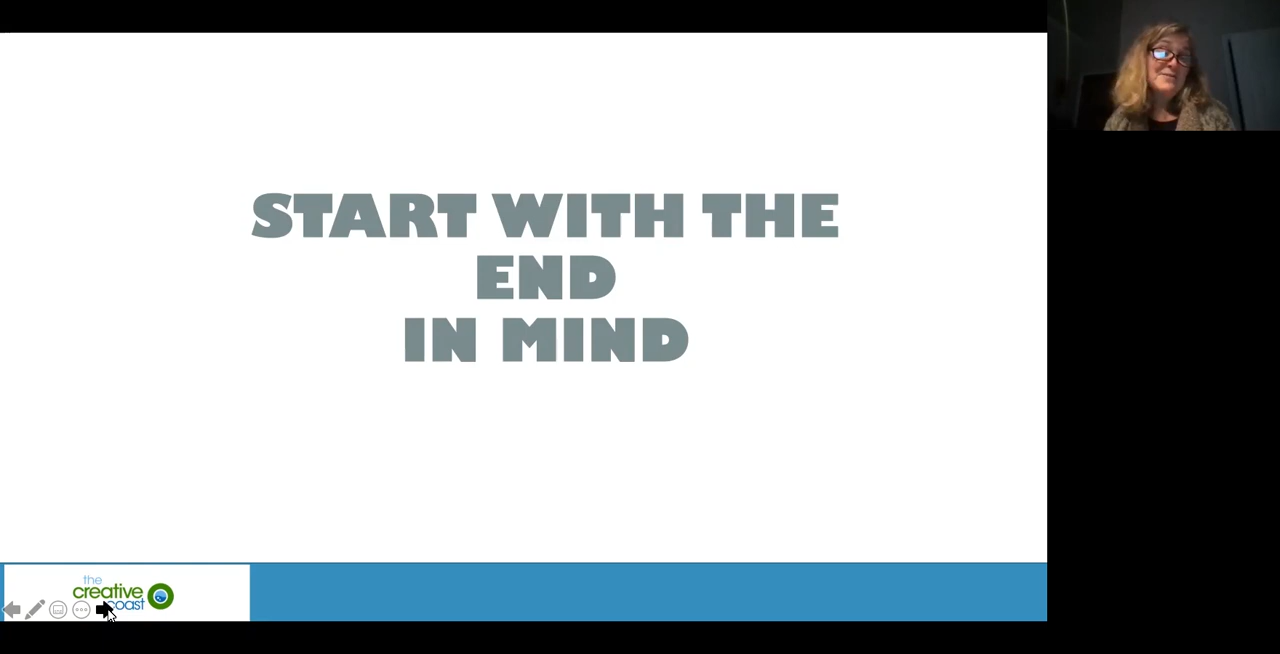 START WITH THE
END
IN MIND
the
creative
coast